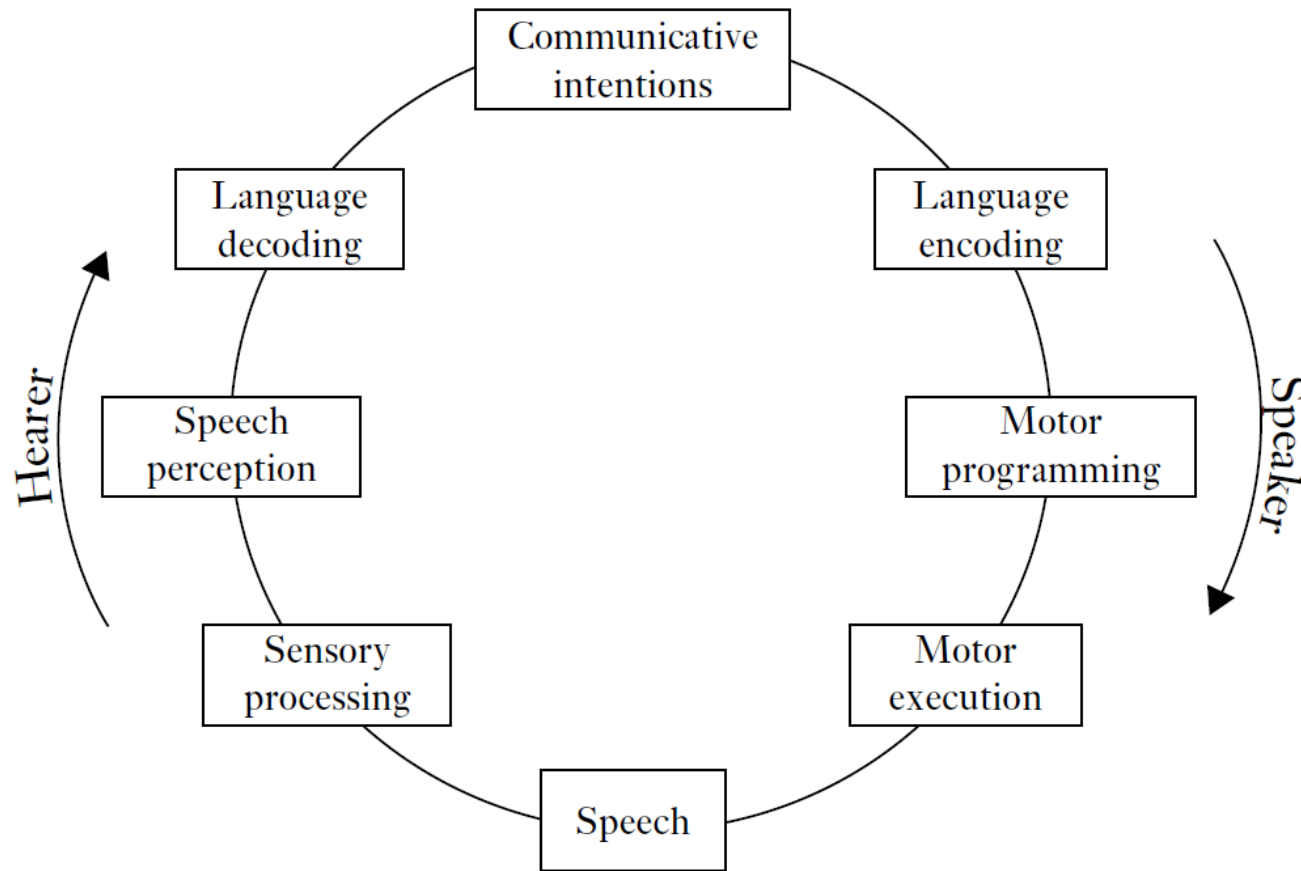 Communicative
intentions
Language
decoding
Language
encoding
Hearer
Speech
perception
Motor
programming
Speaker
Sensory
processing
Motor
execution
Speech